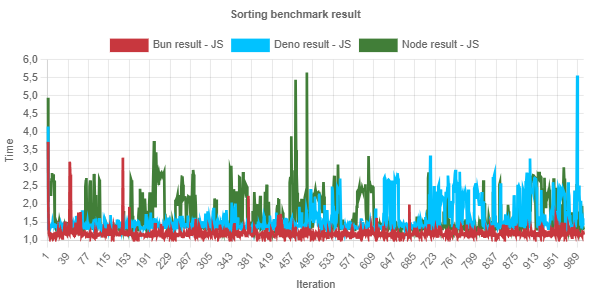 Sorting benchmark result
Bun result - JS Deno result - JS Node result - JS
6,0
5,5
5,0
4,5
4,0
3,5
3,0
2,5
2,0
1,5
1,0
Time
1 39 77 115 153 191 229 267 305 343 381 419 457 495 533 571 609 647 685 723 761 799 837 875 913 951 989
Iteration